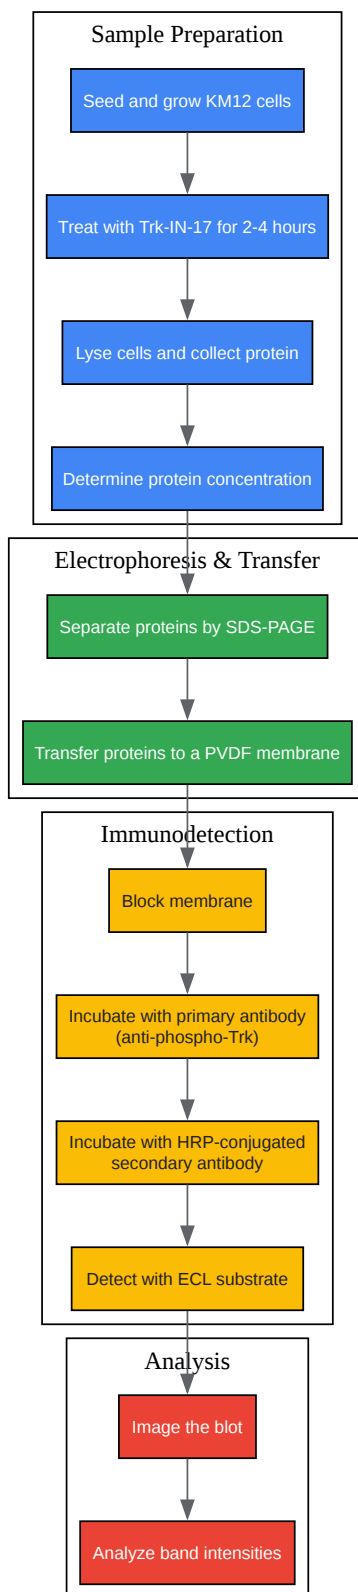 Sample Preparation
Seed and grow KM12 cells
Treat with Trk-IN-17 for 2-4 hours
Lyse cells and collect protein
Determine protein concentration
Electrophoresis & Transfer
Separate proteins by SDS-PAGE
Transfer proteins to a PVDF membrane
Immunodetection
Block membrane
Incubate with primary antibody
(anti-phospho-Trk)
Incubate with HRP-conjugated
secondary antibody
Detect with ECL substrate
Analysis
Image the blot
Analyze band intensities